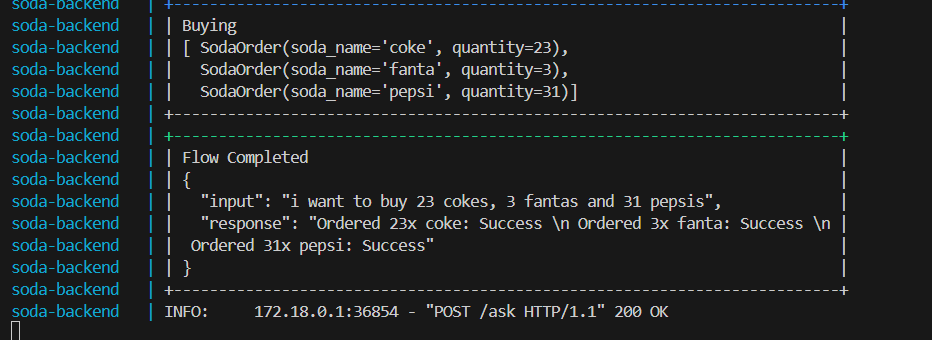 soda-backend | +--------------------------------------------------------------------------+
soda-backend | | Buying |
soda-backend | | [ SodaOrder(soda_name='coke', quantity=23), |
soda-backend | | SodaOrder(soda_name='fanta', quantity=3), |
soda-backend | | SodaOrder(soda_name='pepsi', quantity=31)] |
soda-backend | +--------------------------------------------------------------------------+
soda-backend | +--------------------------------------------------------------------------+
soda-backend | | Flow Completed |
soda-backend | | { |
soda-backend | | "input": "i want to buy 23 cokes, 3 fantas and 31 pepsis", |
soda-backend | | "response": "Ordered 23x coke: Success \n Ordered 3x fanta: Success \n |
soda-backend | | Ordered 31x pepsi: Success" |
soda-backend | | } |
soda-backend | +--------------------------------------------------------------------------+
soda-backend | INFO: 172.18.0.1:36854 - "POST /ask HTTP/1.1" 200 OK